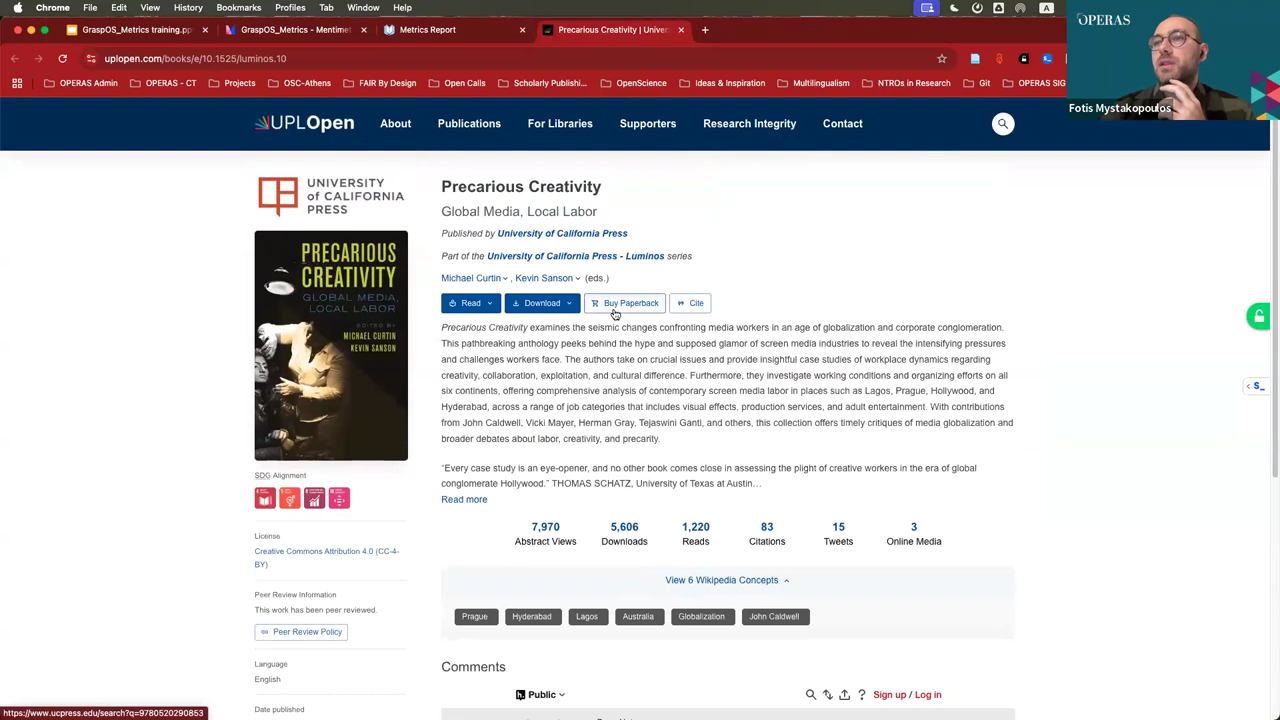 Chrome File Edit View History Bookmarks Profiles Tab Window Help
GraspOS_Metrics training.pp
GraspOS_Metrics - Mentimet
Metrics Report
Precarious Creativity | Univer
uplopen.com/books/e/10.1525/luminos.10
OPERAS Admin
OPERAS - CT
Projects
OSC-Athens
FAIR By Design
Open Calls
Scholarly Publishi...
OpenScience
Ideas & Inspiration
Multilingualism
NTROs in Research
Git
OPERAS SIG
OPERAS
Fotis Mystakopoulos
UPLOpen
About
Publications
For Libraries
Supporters
Research Integrity
Contact
UNIVERSITY
of CALIFORNIA
PRESS
PRECARIOUS
CREATIVITY
GLOBAL MEDIA,
LOCAL LABOR
EDITED BY
MICHAEL CURTIN
KEVIN SANSON
SDG Alignment
License
Creative Commons Attribution 4.0 (CC-4-
BY)
Peer Review Information
This work has been peer reviewed.
Peer Review Policy
Language
English
Date published
Precarious Creativity
Global Media, Local Labor
Published by University of California Press
Part of the University of California Press - Luminos series
Michael Curtin , Kevin Sanson (eds.)
Read
Download
Buy Paperback
Cite
Precarious Creativity examines the seismic changes confronting media workers in an age of globalization and corporate conglomeration.
This pathbreaking anthology peeks behind the hype and supposed glamor of screen media industries to reveal the intensifying pressures
and challenges workers face. The authors take on crucial issues and provide insightful case studies of workplace dynamics regarding
creativity, collaboration, exploitation, and cultural difference. Furthermore, they investigate working conditions and organizing efforts on all
six continents, offering comprehensive analysis of contemporary screen media labor in places such as Lagos, Prague, Hollywood, and
Hyderabad, across a range of job categories that includes visual effects, production services, and adult entertainment. With contributions
from John Caldwell, Vicki Mayer, Herman Gray, Tejaswini Ganti, and others, this collection offers timely critiques of media globalization and
broader debates about labor, creativity, and precarity.
“Every case study is an eye-opener, and no other book comes close in assessing the plight of creative workers in the era of global
conglomerate Hollywood.” THOMAS SCHATZ, University of Texas at Austin…
Read more
7,970 5,606 1,220 83 15 3
Abstract Views Downloads Reads Citations Tweets Online Media
View 6 Wikipedia Concepts
Prague
Hyderabad
Lagos
Australia
Globalization
John Caldwell
Comments
Public
Sign up / Log in
https://www.ucpress.edu/search?q=9780520290853